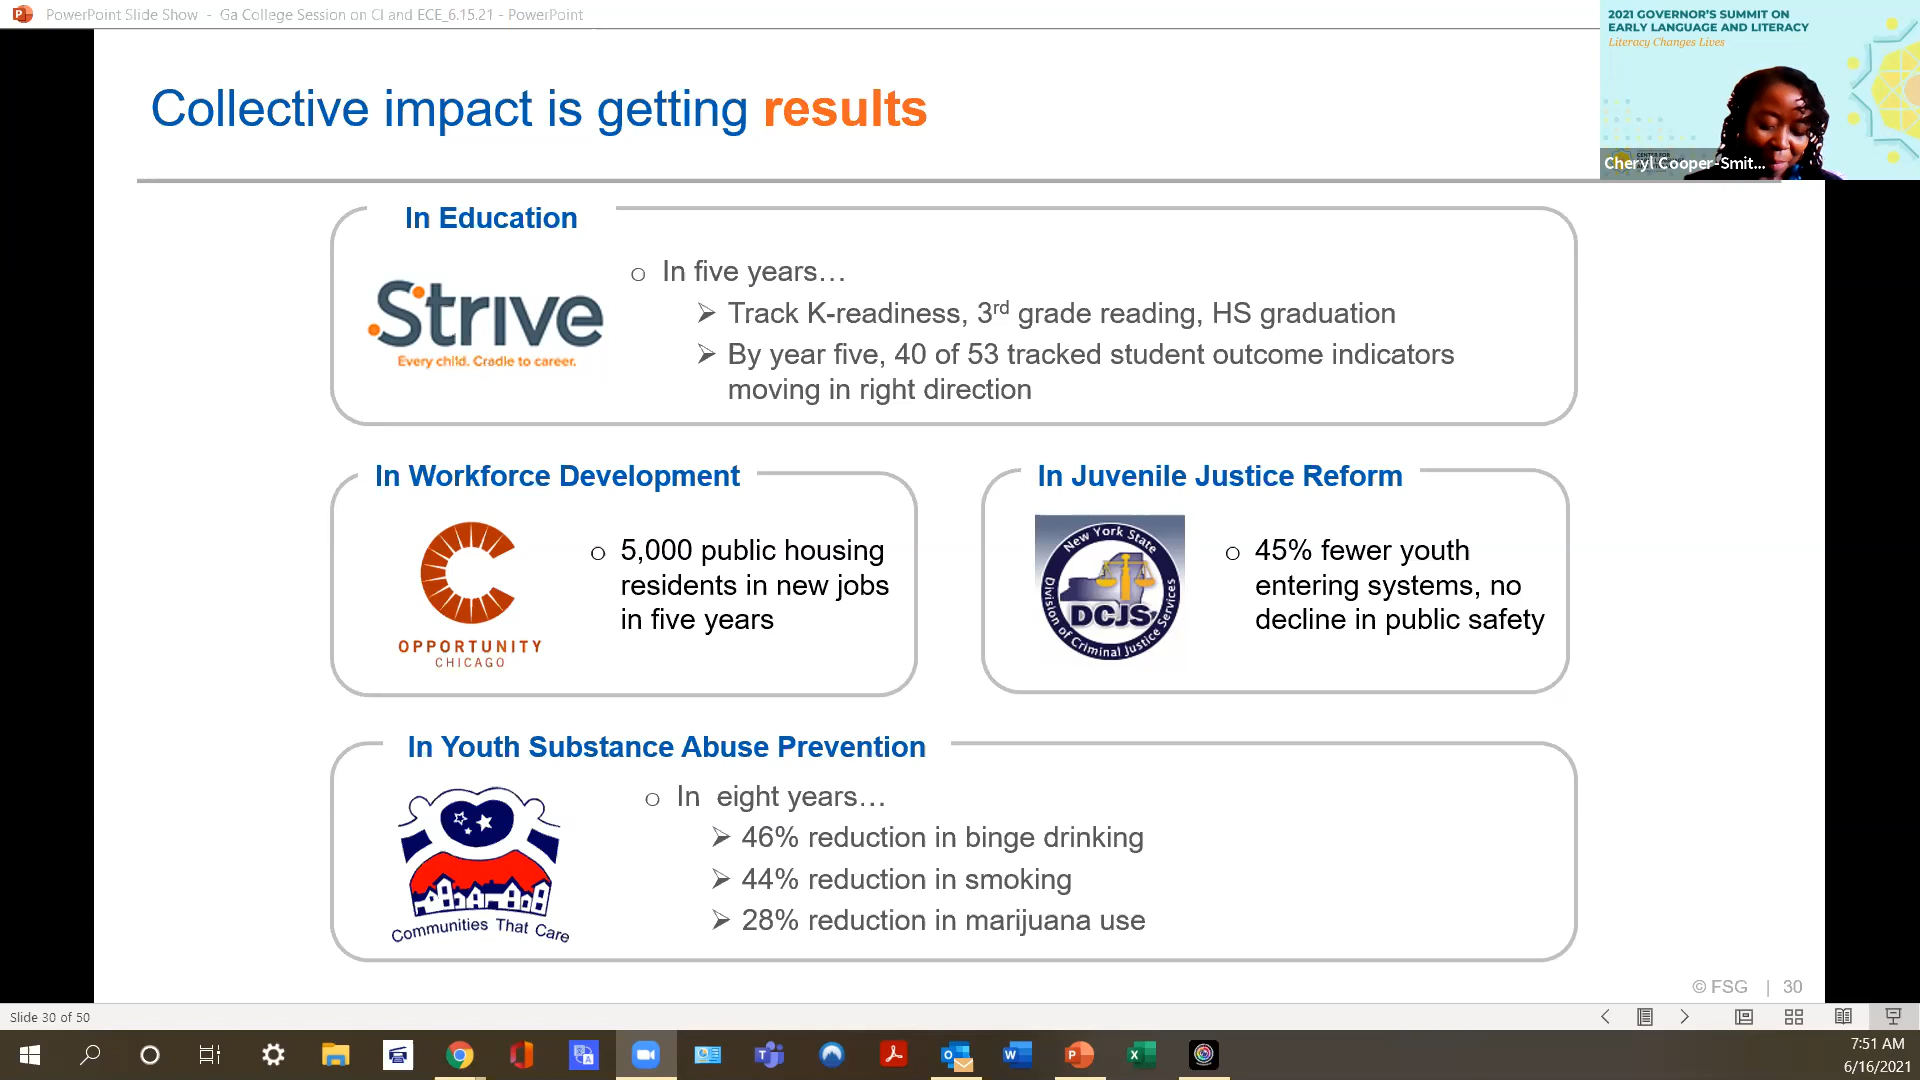 PowerPoint Slide Show - Ga College Session on CI and ECE_6.15.21 - PowerPoint
2021 GOVERNOR'S SUMMIT ON
EARLY LANGUAGE AND LITERACY
Literacy Changes Lives
Cheryl Cooper-Smit...
Collective impact is getting results
In Education
Strive
Every child. Cradle to career.
o In five years…
➢ Track K-readiness, 3rd grade reading, HS graduation
➢ By year five, 40 of 53 tracked student outcome indicators
moving in right direction
In Workforce Development
OPPORTUNITY
CHICAGO
o 5,000 public housing
residents in new jobs
in five years
In Juvenile Justice Reform
New York State
DCJS
Division of Criminal Justice Services
o 45% fewer youth
entering systems, no
decline in public safety
In Youth Substance Abuse Prevention
Communities That Care
o In eight years…
➢ 46% reduction in binge drinking
➢ 44% reduction in smoking
➢ 28% reduction in marijuana use
© FSG | 30
Slide 30 of 50
7:51 AM
6/16/2021